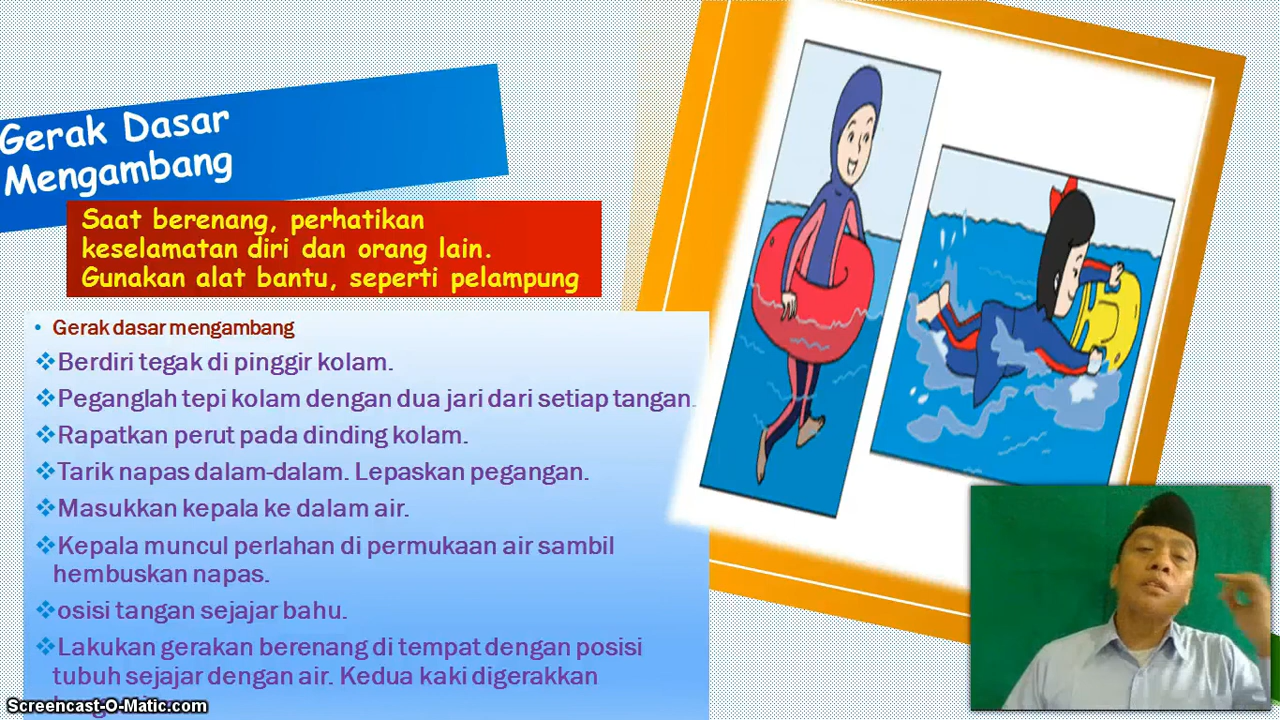 Gerak Dasar
Mengambang
Saat berenang, perhatikan
keselamatan diri dan orang lain.
Gunakan alat bantu, seperti pelampung
• Gerak dasar mengambang
❖Berdiri tegak di pinggir kolam.
❖Peganglah tepi kolam dengan dua jari dari setiap tangan.
❖Rapatkan perut pada dinding kolam.
❖Tarik napas dalam-dalam. Lepaskan pegangan.
❖Masukkan kepala ke dalam air.
❖Kepala muncul perlahan di permukaan air sambil
hembuskan napas.
❖osisi tangan sejajar bahu.
❖Lakukan gerakan berenang di tempat dengan posisi
tubuh sejajar dengan air. Kedua kaki digerakkan
Screencast-O-Matic.com